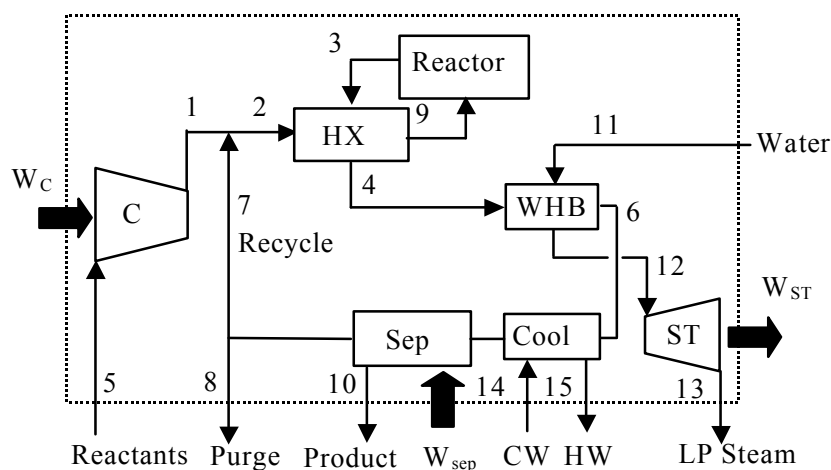 3 Reactor
1 2 HX 9
11 Water
W_C C 4 WHB 6
7 Recycle
12 W_ST
Sep Cool ST
5 8 10 14 15 13
Reactants Purge Product W_sep CW HW LP Steam